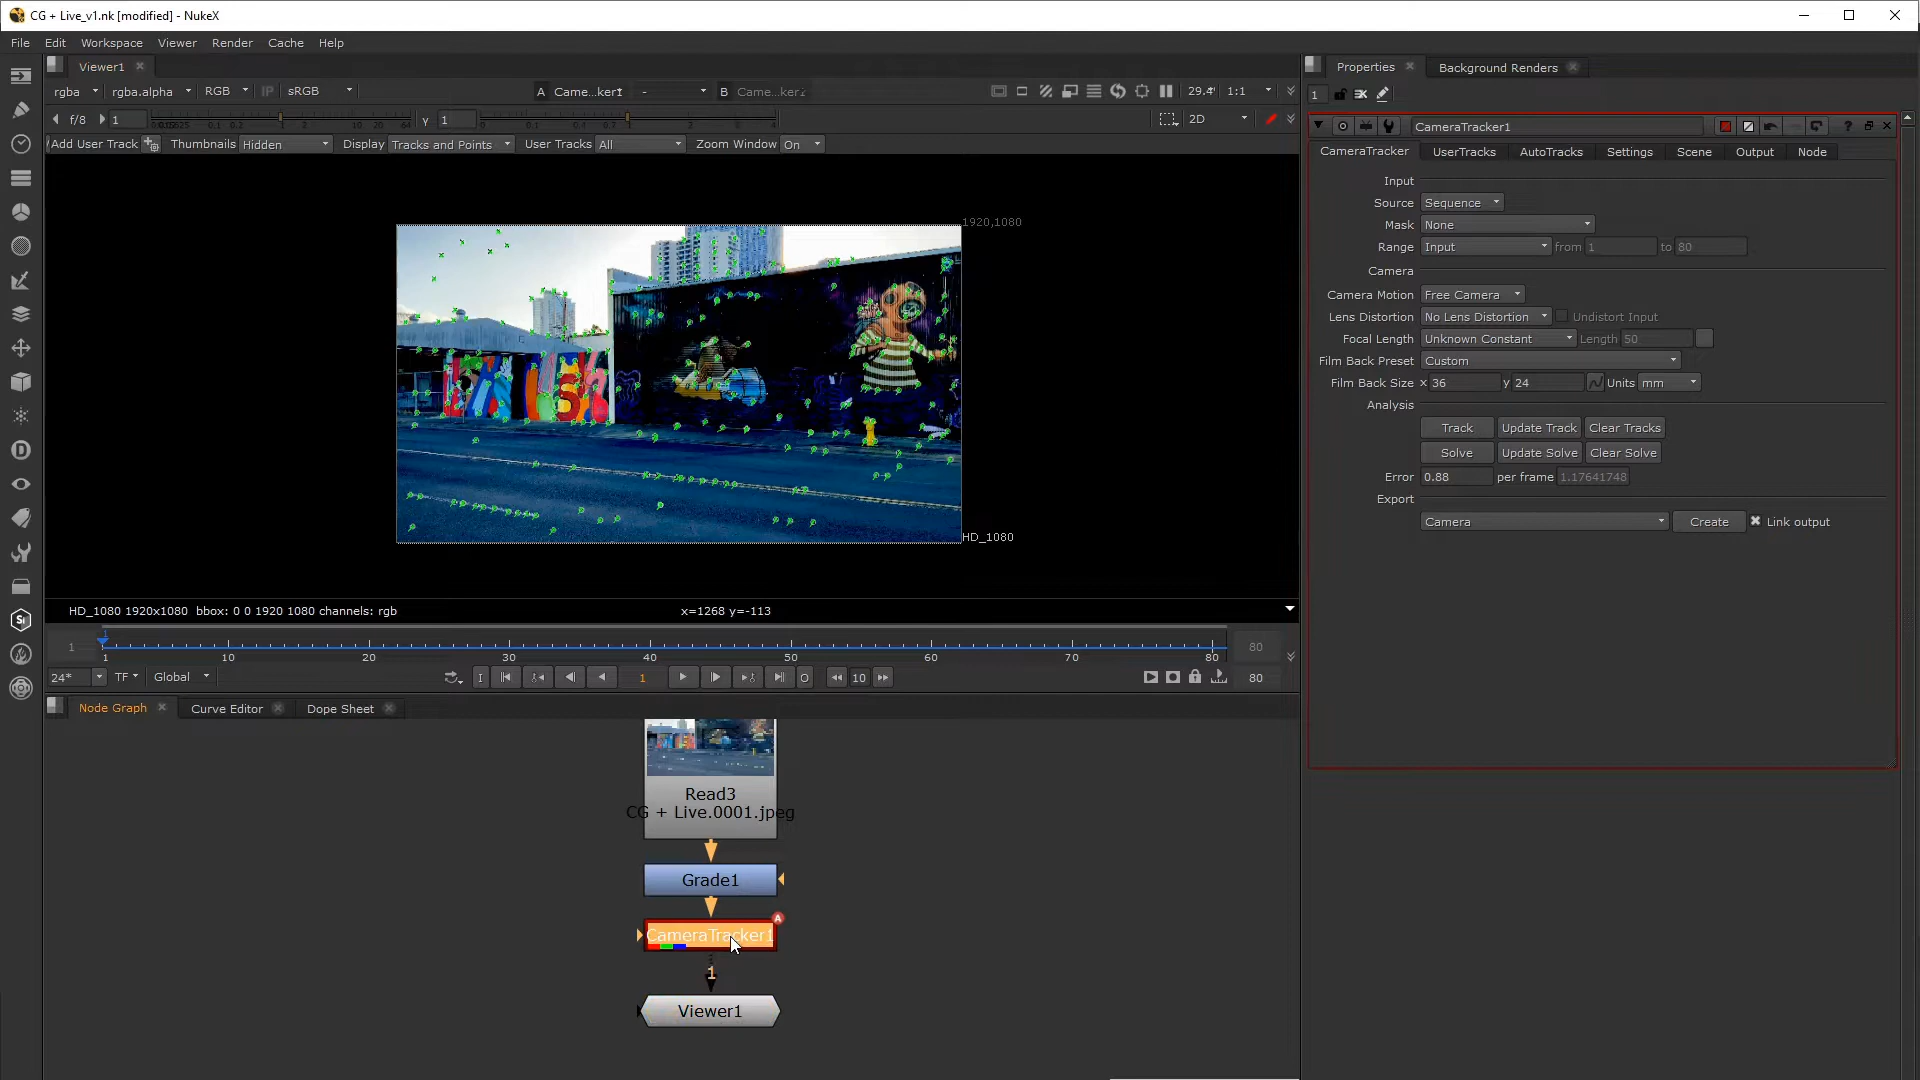 CG + Live_v1.nk [modified] - NukeX
File Edit Workspace Viewer Render Cache Help
Viewer1
rgba rgba.alpha RGB IP sRGB A Came...ker1 - B Came...ker1 29.4 1:1
f/8 1 Y 1 2D
Add User Track Thumbnails Hidden Display Tracks and Points User Tracks All Zoom Window On
1920,1080
HD_1080
HD_1080 1920x1080 bbox: 0 0 1920 1080 channels: rgb x=1268 y=-113
1
1 80
1 10 20 30 40 50 60 70 80
24* TF Global I 1 O 10 80
Node Graph Curve Editor Dope Sheet
Read3
CG + Live.0001.jpeg
Grade1
A
CameraTracker1
1
Viewer1
Properties Background Renders
1
CameraTracker1 ?
CameraTracker UserTracks AutoTracks Settings Scene Output Node
Input
Source Sequence
Mask None
Range Input from 1 to 80
Camera
Camera Motion Free Camera
Lens Distortion No Lens Distortion Undistort Input
Focal Length Unknown Constant Length 50
Film Back Preset Custom
Film Back Size x 36 y 24 Units mm
Analysis
Track Update Track Clear Tracks
Solve Update Solve Clear Solve
Error 0.88 per frame 1.17641748
Export
Camera Create Link output